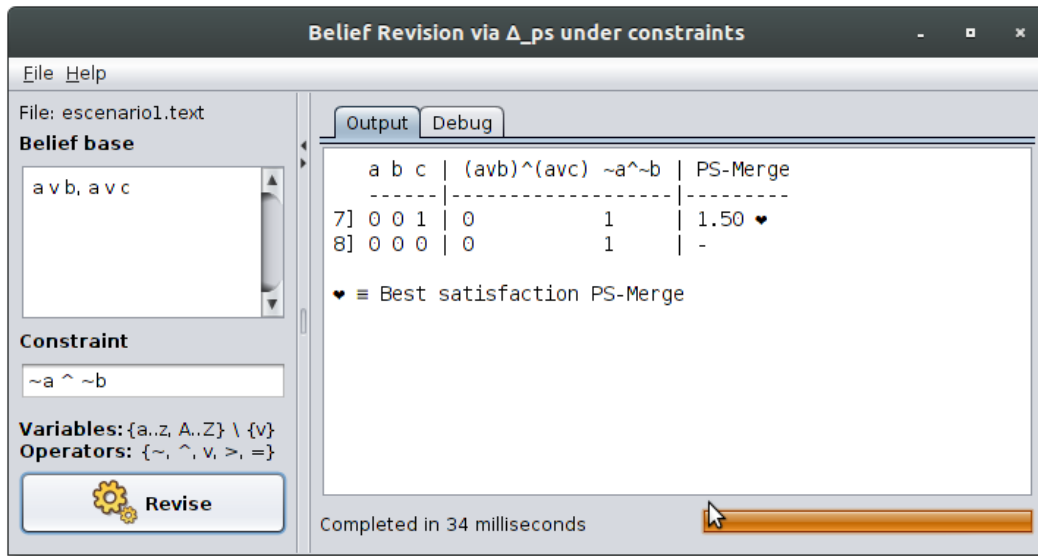 Belief Revision via Δ_ps under constraints
File Help
File: escenario1.text
Belief base
a v b, a v c
Constraint
~a ^ ~b
Variables: {a..z, A..Z} \ {v}
Operators: {~, ^, v, >, =}
Revise
Output Debug
a b c | (avb)^(avc) ~a^~b | PS-Merge
------|-------------------|---------
7] 0 0 1 | 0 1 | 1.50 ♥
8] 0 0 0 | 0 1 | -
♥ ≡ Best satisfaction PS-Merge
Completed in 34 milliseconds